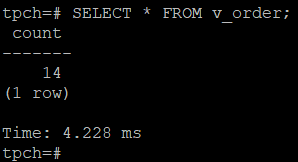 tpch=# SELECT * FROM v_order;
 count
-------
    14
(1 row)

Time: 4.228 ms
tpch=#